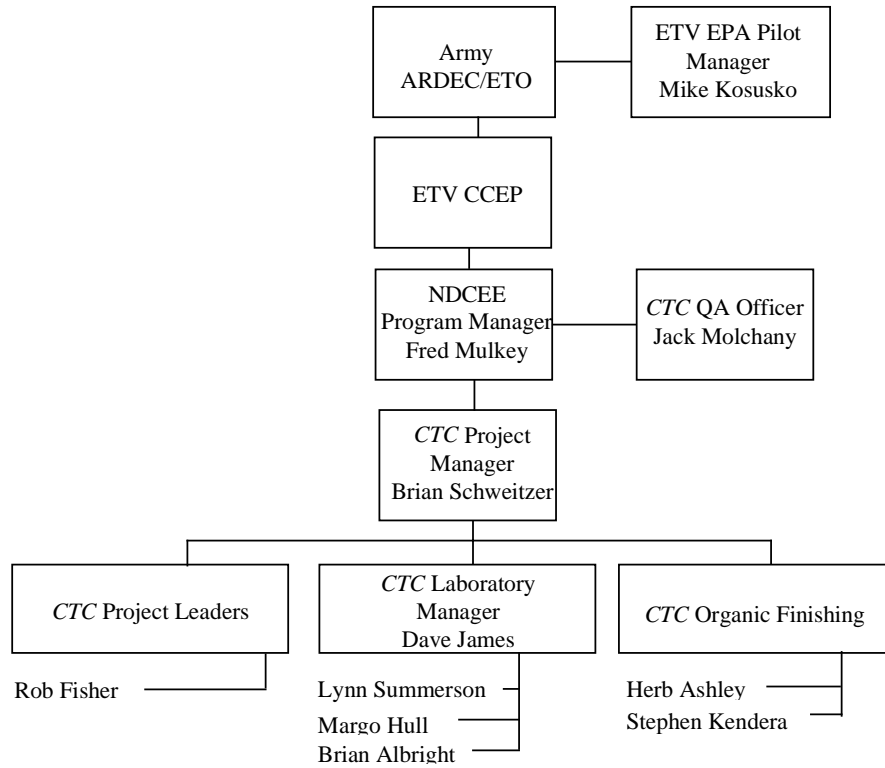 Army
ARDEC/ETO
ETV EPA Pilot
Manager
Mike Kosusko
ETV CCEP
NDCEE
Program Manager
Fred Mulkey
CTC QA Officer
Jack Molchany
CTC Project
Manager
Brian Schweitzer
CTC Project Leaders
CTC Laboratory
Manager
Dave James
CTC Organic Finishing
Rob Fisher
Lynn Summerson
Margo Hull
Brian Albright
Herb Ashley
Stephen Kendera